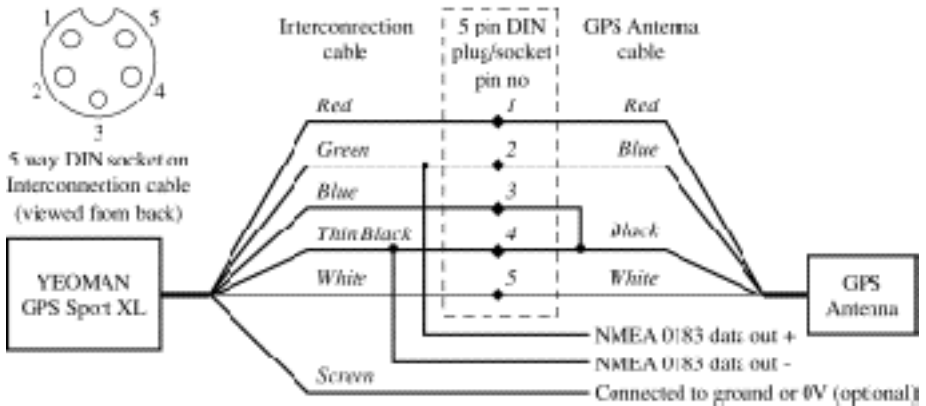 1 5
2 4
3
5 way DIN socket on
Interconnection cable
(viewed from back)
Interconnection
cable
5 pin DIN
plug/socket
pin no
GPS Antenna
cable
Red 1 Red
Green 2 Blue
Blue 3
Thin Black 4 Black
White 5 White
Screen
YEOMAN
GPS Sport XL
GPS
Antenna
NMEA 0183 data out +
NMEA 0183 data out -
Connected to ground or 0V (optional)